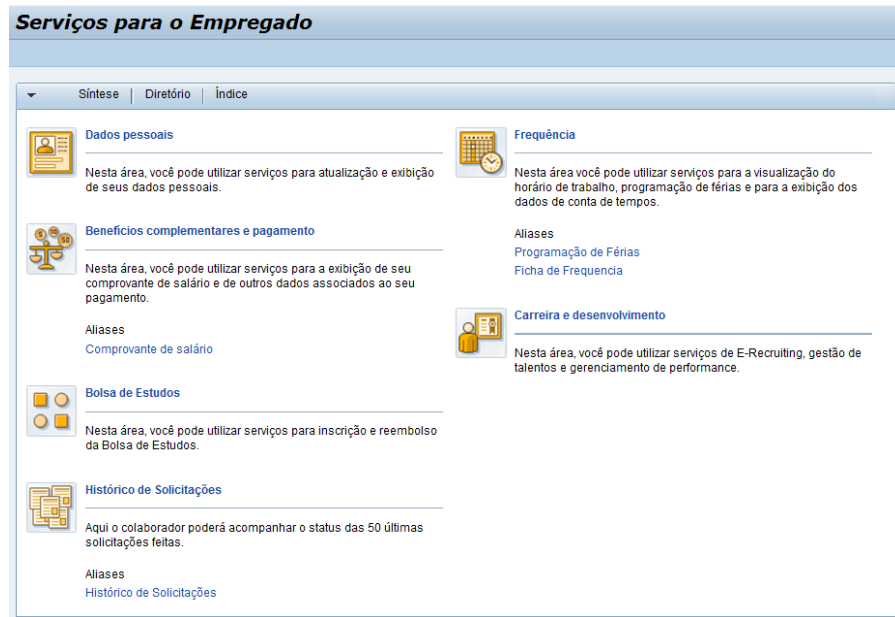 Serviços para o Empregado
Síntese | Diretório | Índice
Dados pessoais
Nesta área, você pode utilizar serviços para atualização e exibição
de seus dados pessoais.
Benefícios complementares e pagamento
Nesta área, você pode utilizar serviços para a exibição de seu
comprovante de salário e de outros dados associados ao seu
pagamento.
Aliases
Comprovante de salário
Bolsa de Estudos
Nesta área, você pode utilizar serviços para inscrição e reembolso
da Bolsa de Estudos.
Histórico de Solicitações
Aqui o colaborador poderá acompanhar o status das 50 últimas
solicitações feitas.
Aliases
Histórico de Solicitações
Frequência
Nesta área você pode utilizar serviços para a visualização do
horário de trabalho, programação de férias e para a exibição dos
dados de conta de tempos.
Aliases
Programação de Férias
Ficha de Frequencia
Carreira e desenvolvimento
Nesta área, você pode utilizar serviços de E-Recruiting, gestão de
talentos e gerenciamento de performance.